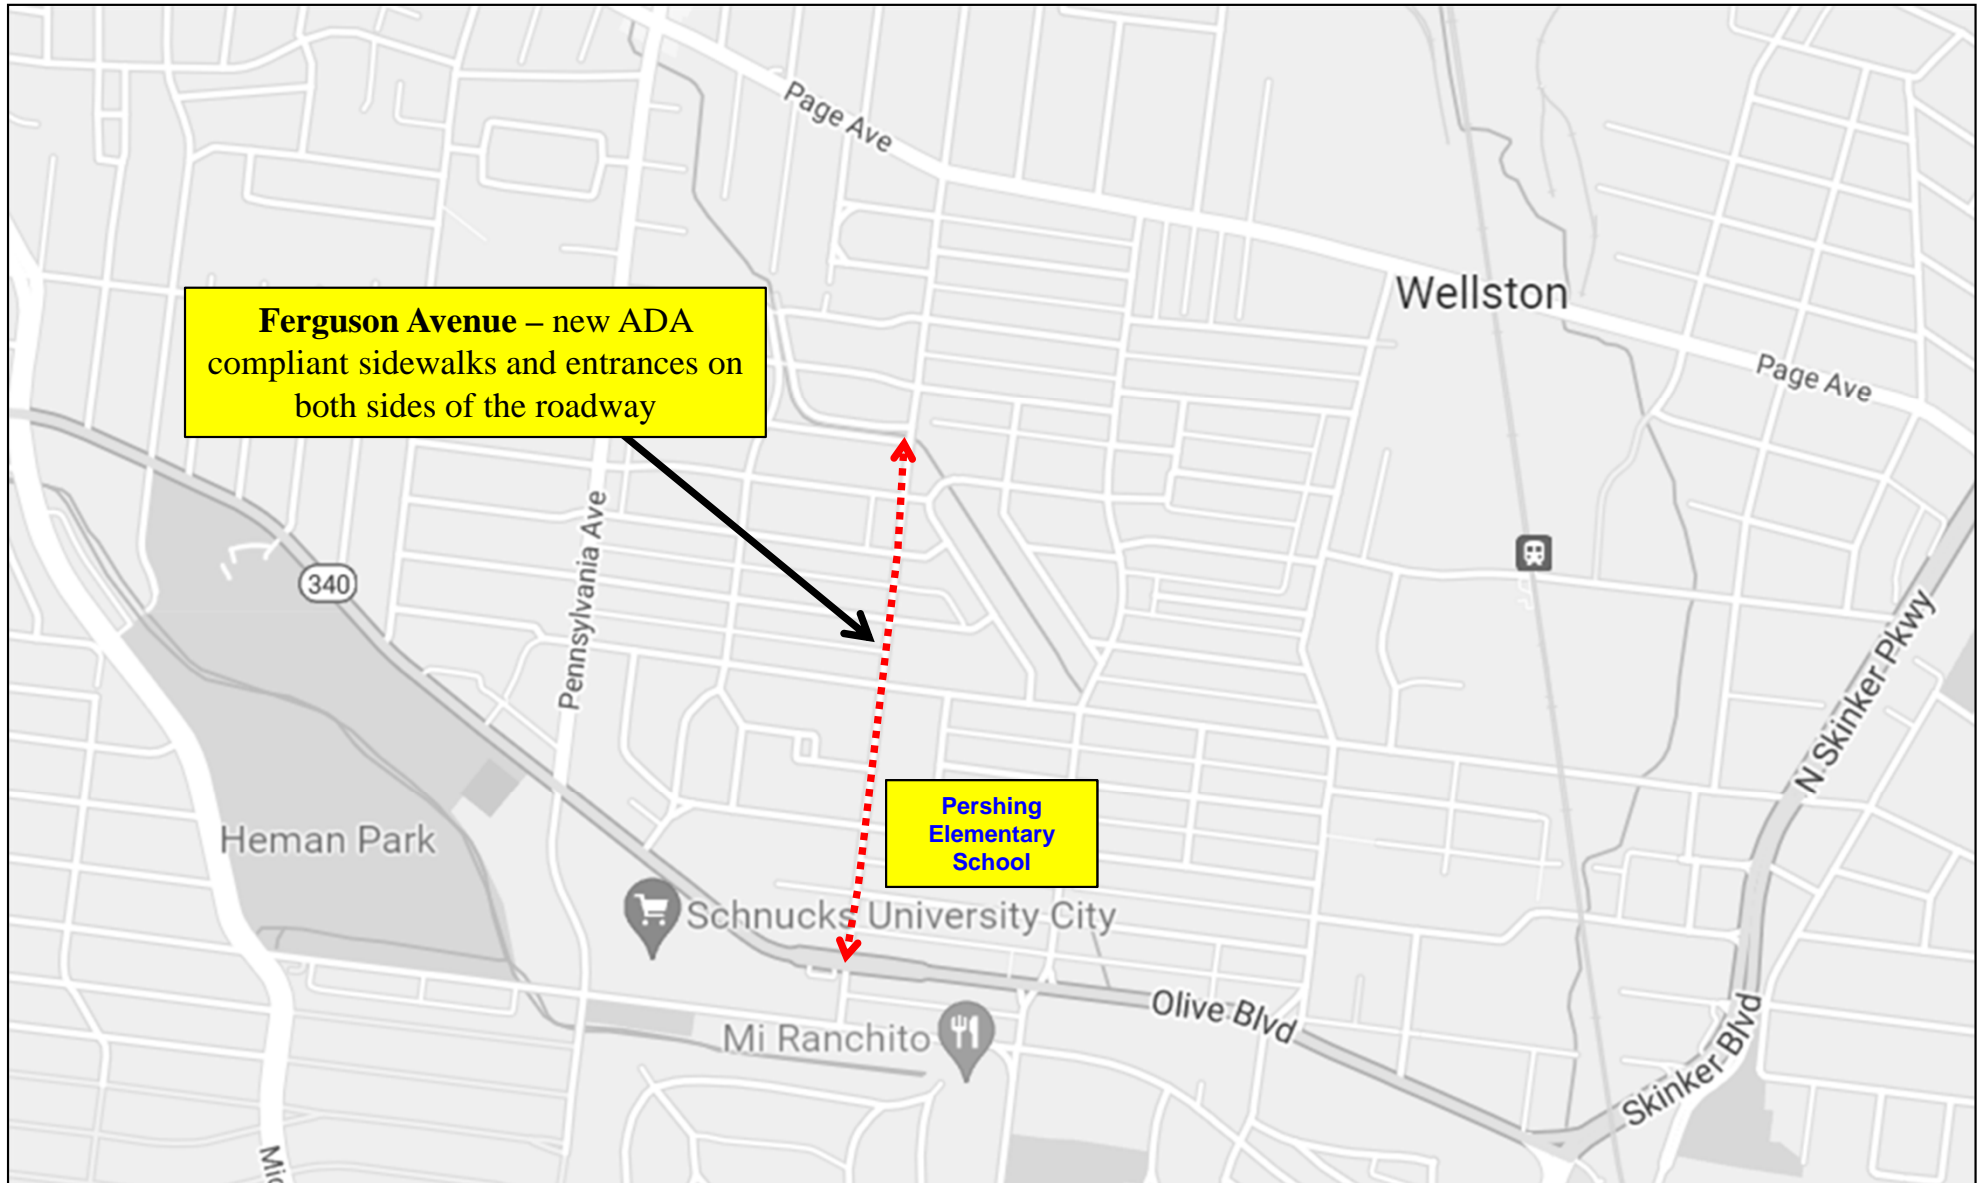 Page Ave
Wellston
Ferguson Avenue – new ADA
compliant sidewalks and entrances on
both sides of the roadway
Page Ave
Pennsylvania Ave
340
N Skinker Pkwy
Pershing
Elementary
School
Heman Park
Schnucks University City
Olive Blvd
Mi Ranchito
Skinker Blvd